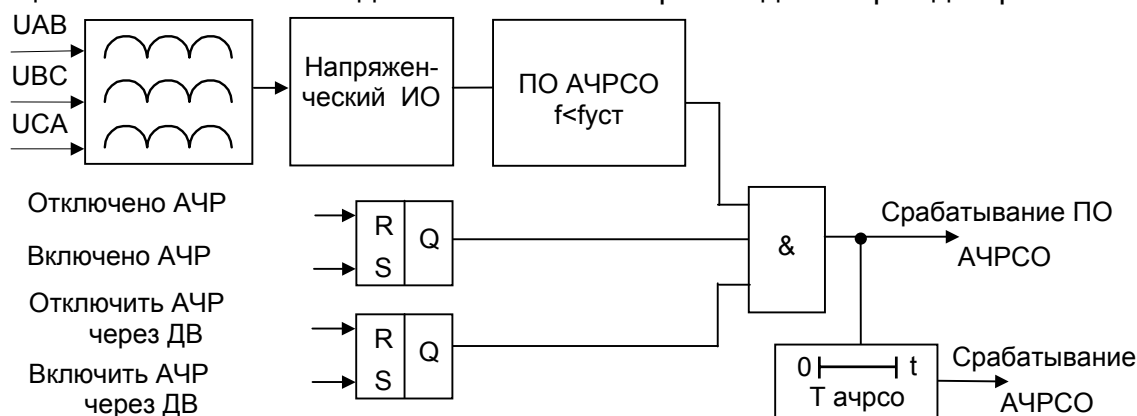 UAB
UBC
UCA
Напряжен-
ческий ИО
ПО АЧРСО
f<fуст
Отключено АЧР
Включено АЧР
Отключить АЧР
через ДВ
Включить АЧР
через ДВ
R
S
Q
R
S
Q
&
Срабатывание ПО
АЧРСО
0 t
Т ачрсо
Срабатывание
АЧРСО